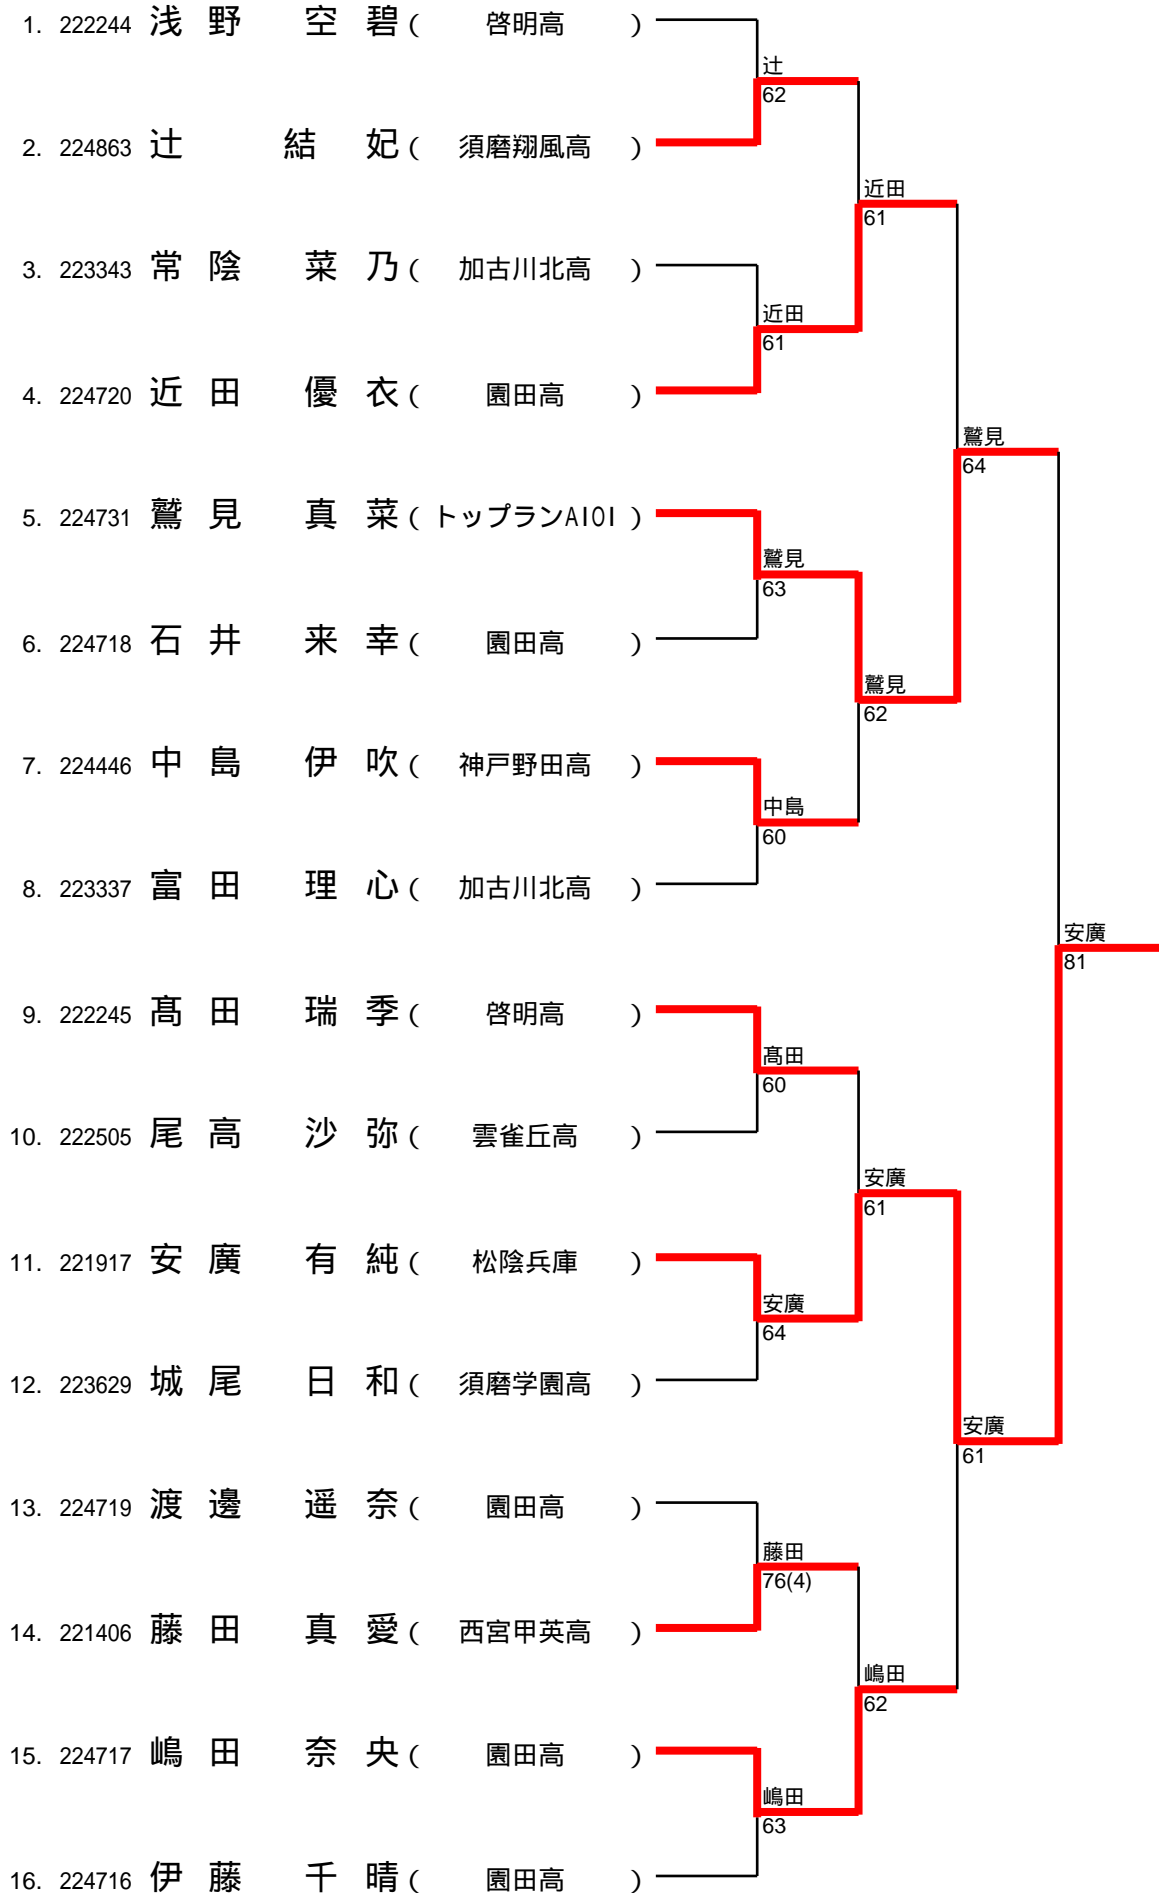 1. 222244 浅野 空碧 ( 啓明高 )
辻
62
2. 224863 辻 結妃 ( 須磨翔風高 )
近田
61
3. 223343 常陰 菜乃 ( 加古川北高 )
近田
61
4. 224720 近田 優衣 ( 園田高 )
鷲見
64
5. 224731 鷲見 真菜 ( トップランAIOI )
鷲見
63
6. 224718 石井 来幸 ( 園田高 )
鷲見
62
7. 224446 中島 伊吹 ( 神戸野田高 )
中島
60
8. 223337 富田 理心 ( 加古川北高 )
安廣
81
9. 222245 髙田 瑞季 ( 啓明高 )
髙田
60
10. 222505 尾高 沙弥 ( 雲雀丘高 )
安廣
61
11. 221917 安廣 有純 ( 松陰兵庫 )
安廣
64
12. 223629 城尾 日和 ( 須磨学園高 )
安廣
61
13. 224719 渡邊 遥奈 ( 園田高 )
藤田
76(4)
14. 221406 藤田 真愛 ( 西宮甲英高 )
嶋田
62
15. 224717 嶋田 奈央 ( 園田高 )
嶋田
63
16. 224716 伊藤 千晴 ( 園田高 )